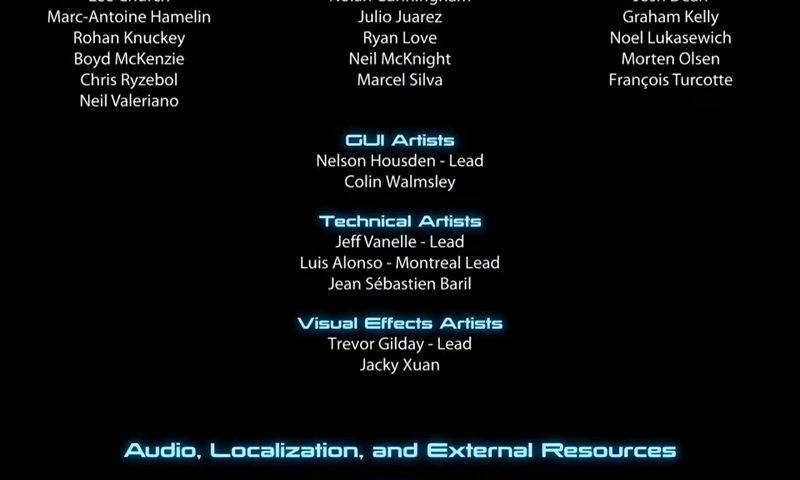 Marc-Antoine Hamelin Julio Juarez Graham Kelly
Rohan Knuckey Ryan Love Noel Lukasewich
Boyd McKenzie Neil McKnight Morten Olsen
Chris Ryzebol Marcel Silva François Turcotte
Neil Valeriano
GUI Artists
Nelson Housden - Lead
Colin Walmsley
Technical Artists
Jeff Vanelle - Lead
Luis Alonso - Montreal Lead
Jean Sébastien Baril
Visual Effects Artists
Trevor Gilday - Lead
Jacky Xuan
Audio, Localization, and External Resources